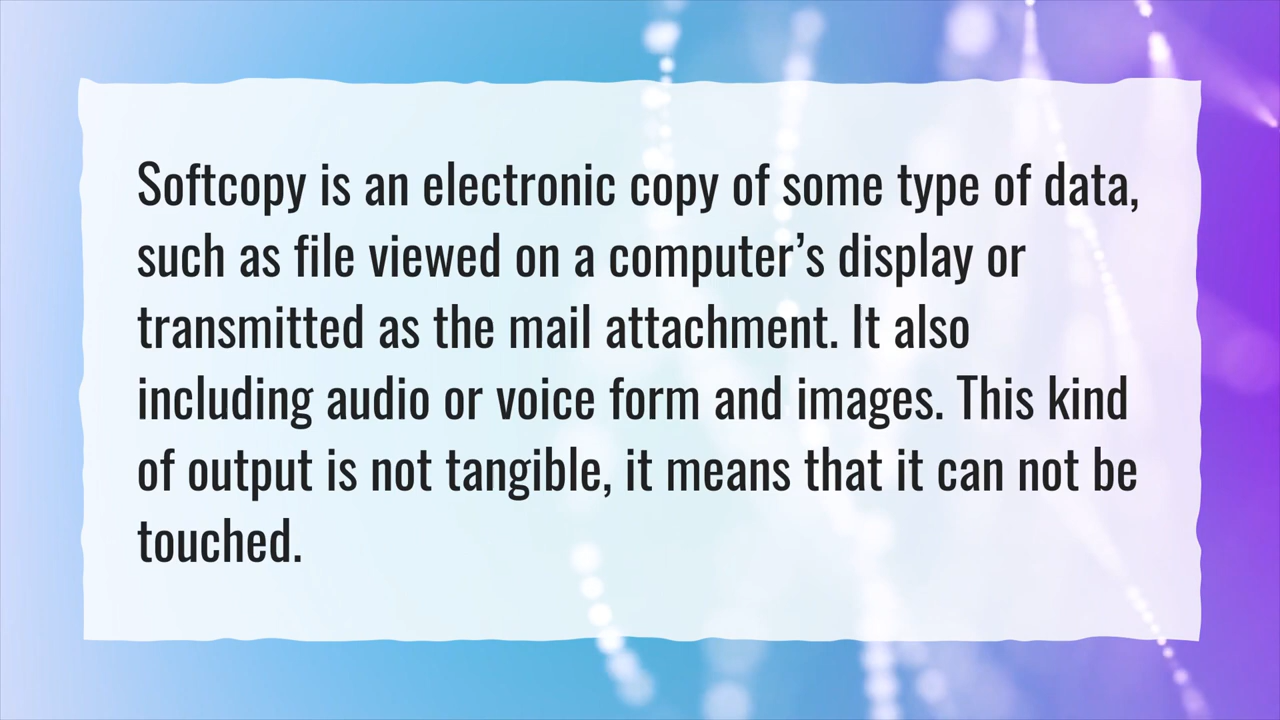 Softcopy is an electronic copy of some type of data,
such as file viewed on a computer’s display or
transmitted as the mail attachment. It also
including audio or voice form and images. This kind
of output is not tangible, it means that it can not be
touched.